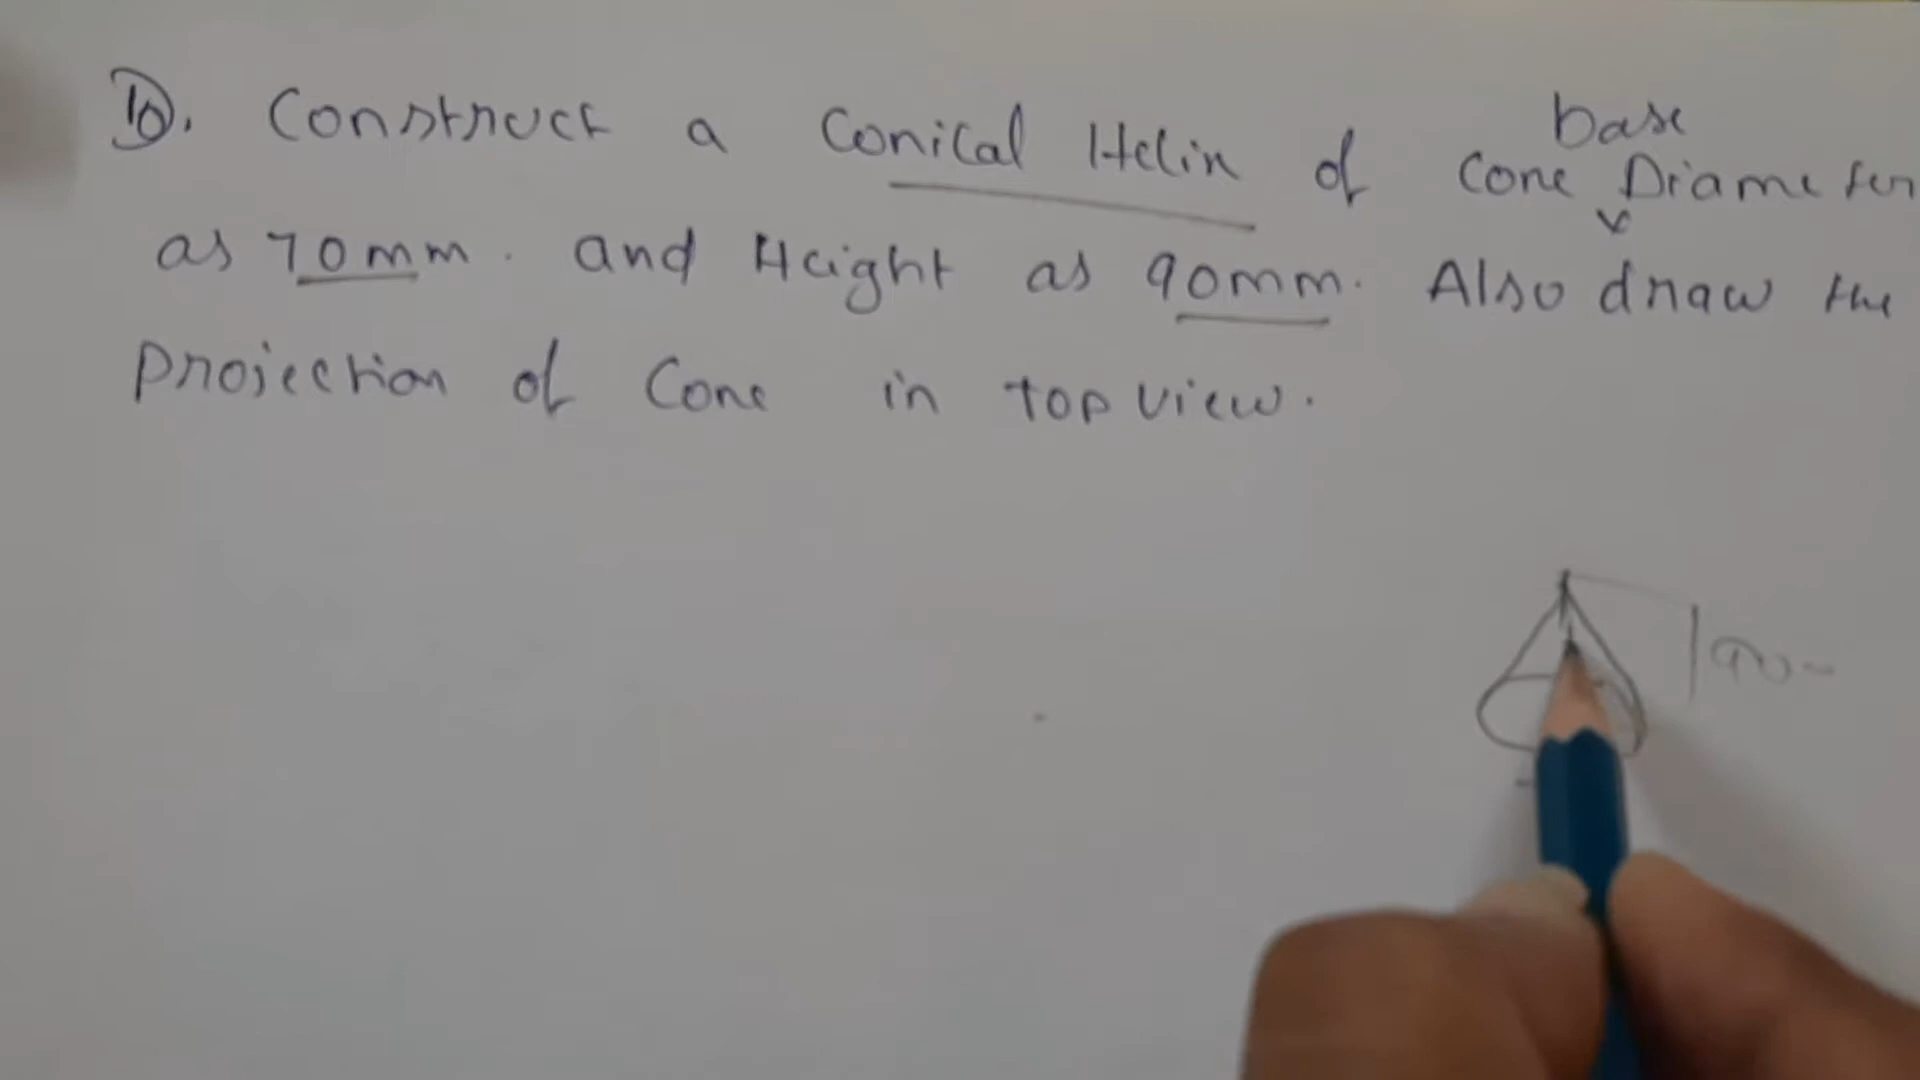 10. Construct a Conical Helix of Cone base Diameter
as 70mm. and Height as 90mm. Also draw the
Projection of Cone in top view.